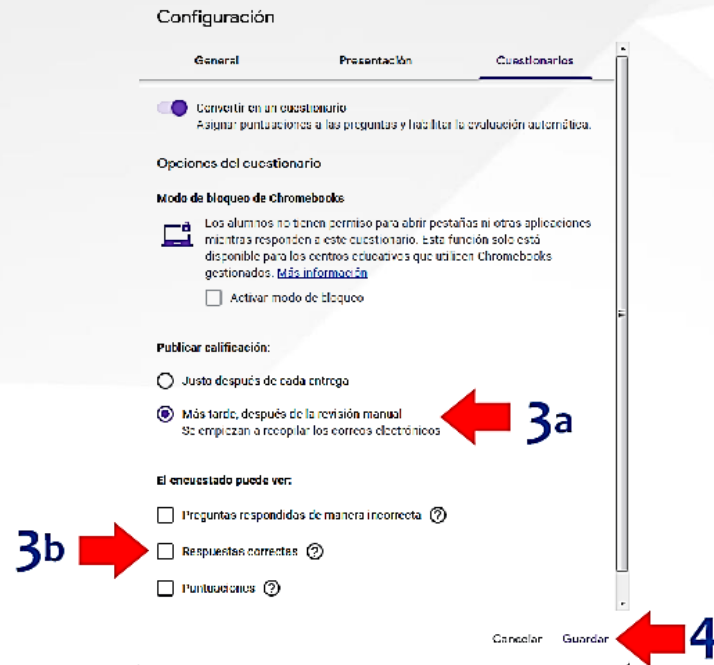 Configuración
General Presentación Cuestionarios
Convertir en un cuestionario
Asignar puntuaciones a las preguntas y habilitar la evaluación automática.
Opciones del cuestionario
Modo de bloqueo de Chromebooks
Los alumnos no tienen permiso para abrir pestañas ni otras aplicaciones
mientras responden a este cuestionario. Esta función solo está
disponible para los centros educativos que utilicen Chromebooks
gestionados. Más información
Activar modo de bloqueo
Publicar calificación:
Justo después de cada entrega
Más tarde, después de la revisión manual
Se empiezan a recopilar los correos electrónicos
3a
El encuestado puede ver:
Preguntas respondidas de manera incorrecta ?
3b Respuestas correctas ?
Puntuaciones ?
Cancelar Guardar 4